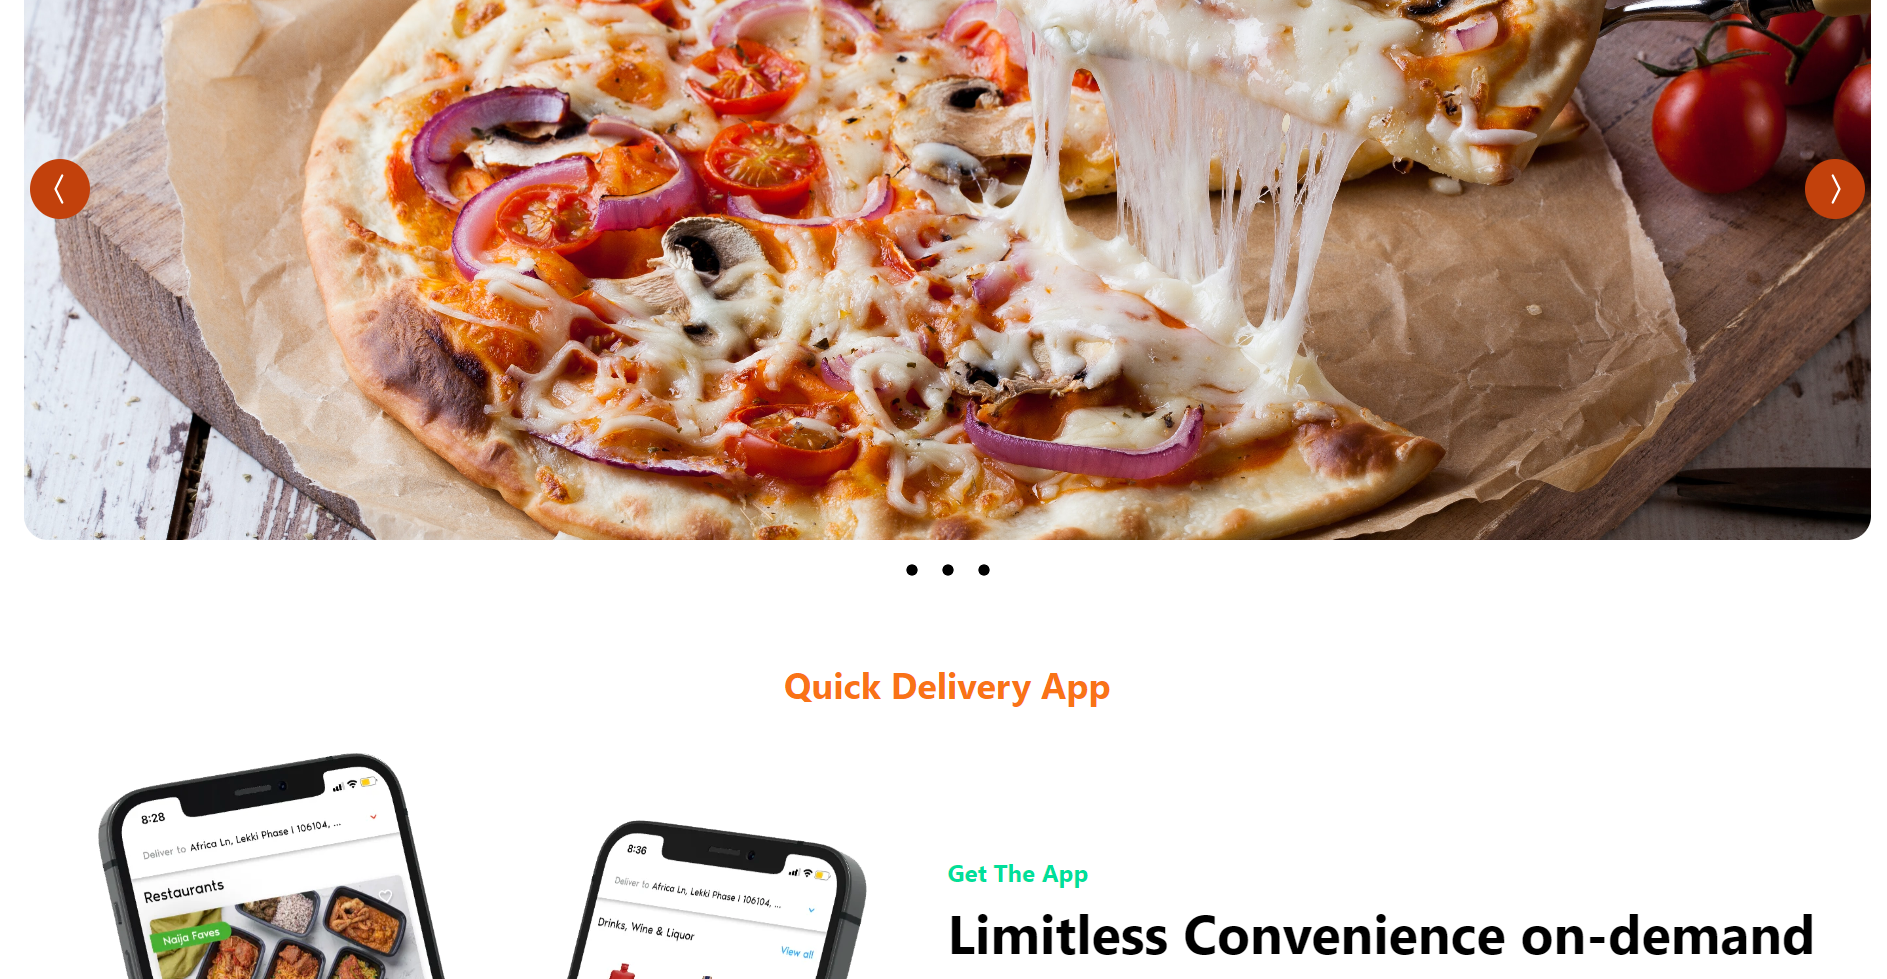 Quick Delivery App
8:28
Deliver to Africa Ln, Lekki Phase I 106104, ...
Restaurants
Naija Faves
8:36
Deliver to Africa Ln, Lekki Phase I 106104, ...
Drinks, Wine & Liquor
View all
Get The App
Limitless Convenience on-demand